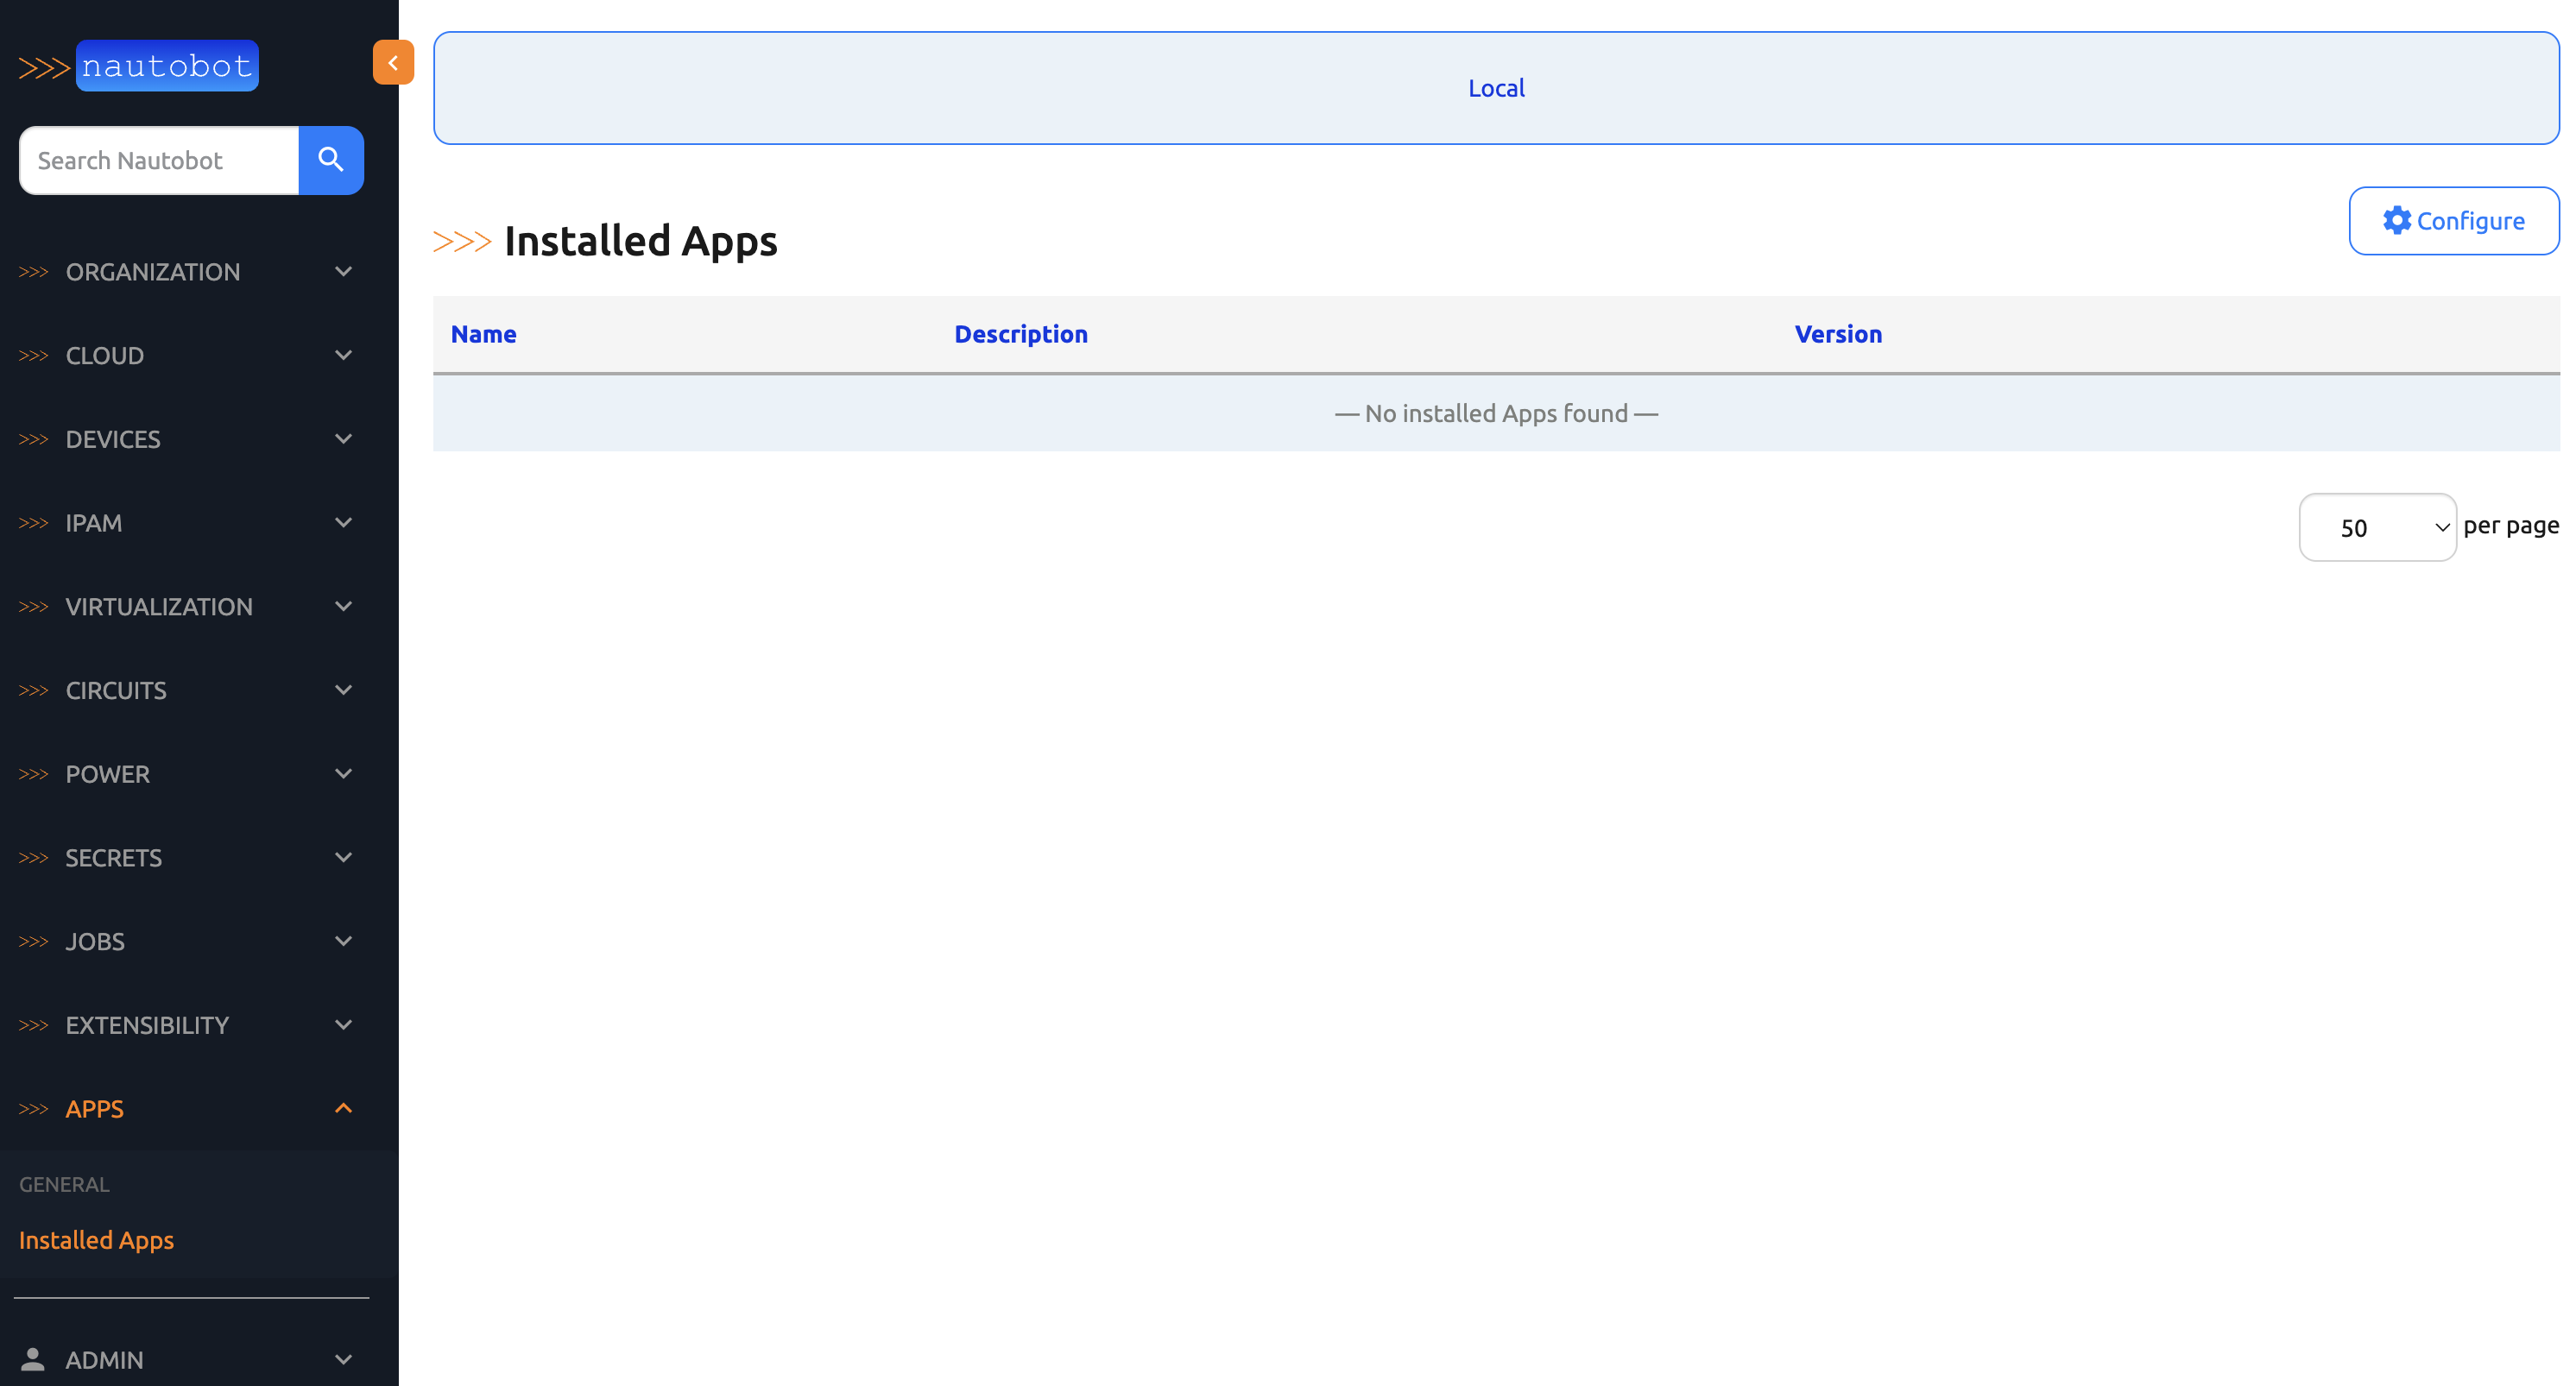 nautobot
Search Nautobot
ORGANIZATION
CLOUD
DEVICES
IPAM
VIRTUALIZATION
CIRCUITS
POWER
SECRETS
JOBS
EXTENSIBILITY
APPS
GENERAL
Installed Apps
ADMIN
Local
Installed Apps
Configure
Name Description Version
— No installed Apps found —
50 per page